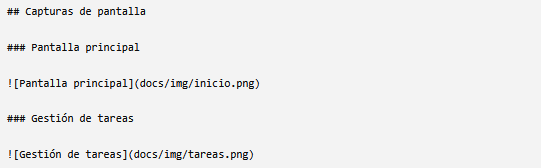 ## Capturas de pantalla
### Pantalla principal
![Pantalla principal](docs/img/inicio.png)
### Gestión de tareas
![Gestión de tareas](docs/img/tareas.png)